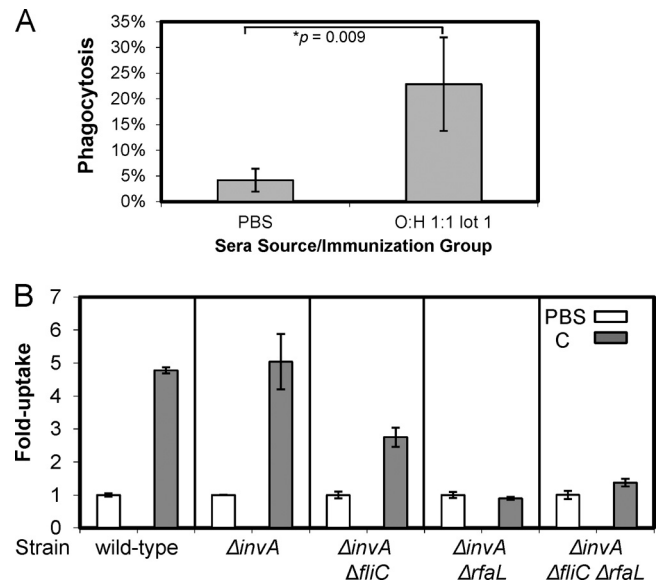 A
35%
30%
25%
20%
15%
10%
5%
0%
Phagocytosis
*p = 0.009
PBS O:H 1:1 lot 1
Sera Source/Immunization Group
B
7
6
5
4
3
2
1
0
Fold-uptake
PBS
C
Strain wild-type ΔinvA ΔinvA ΔinvA ΔinvA
ΔfliC ΔrfaL ΔfliC ΔrfaL